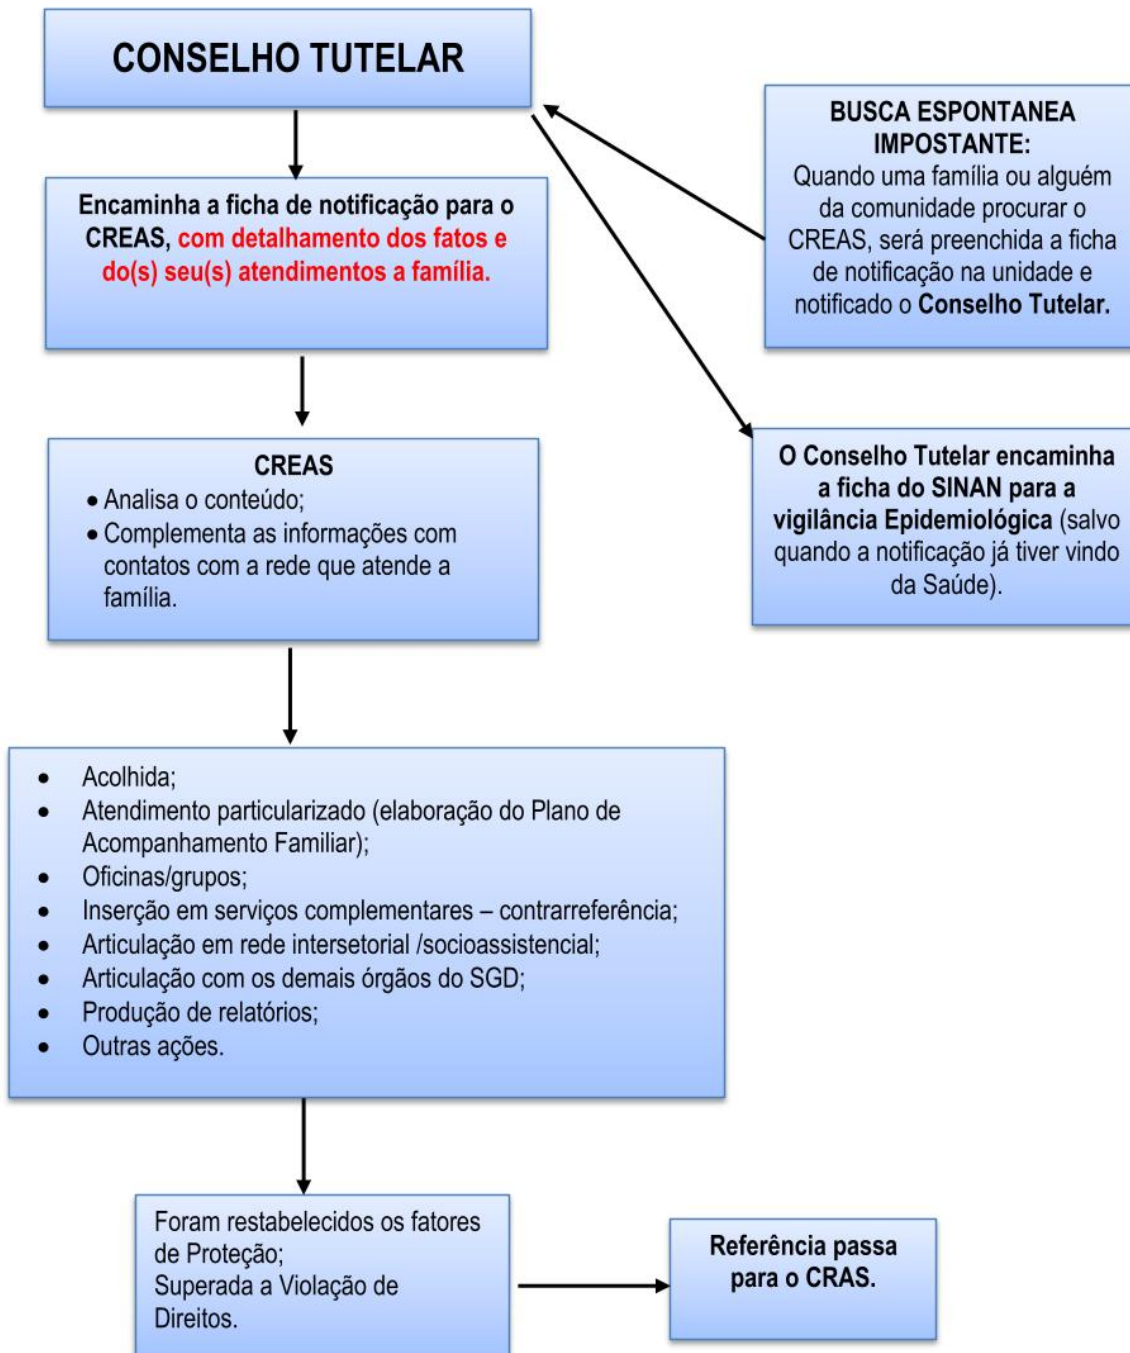 CONSELHO TUTELAR
BUSCA ESPONTANEA
IMPOSTANTE:
Quando uma família ou alguém
da comunidade procurar o
CREAS, será preenchida a ficha
de notificação na unidade e
notificado o Conselho Tutelar.
Encaminha a ficha de notificação para o
CREAS, com detalhamento dos fatos e
do(s) seu(s) atendimentos a família.
O Conselho Tutelar encaminha
a ficha do SINAN para a
vigilância Epidemiológica (salvo
quando a notificação já tiver vindo
da Saúde).
CREAS
• Analisa o conteúdo;
• Complementa as informações com
contatos com a rede que atende a
família.
• Acolhida;
• Atendimento particularizado (elaboração do Plano de
Acompanhamento Familiar);
• Oficinas/grupos;
• Inserção em serviços complementares – contrarreferência;
• Articulação em rede intersetorial /socioassistencial;
• Articulação com os demais órgãos do SGD;
• Produção de relatórios;
• Outras ações.
Foram restabelecidos os fatores
de Proteção;
Superada a Violação de
Direitos.
Referência passa
para o CRAS.